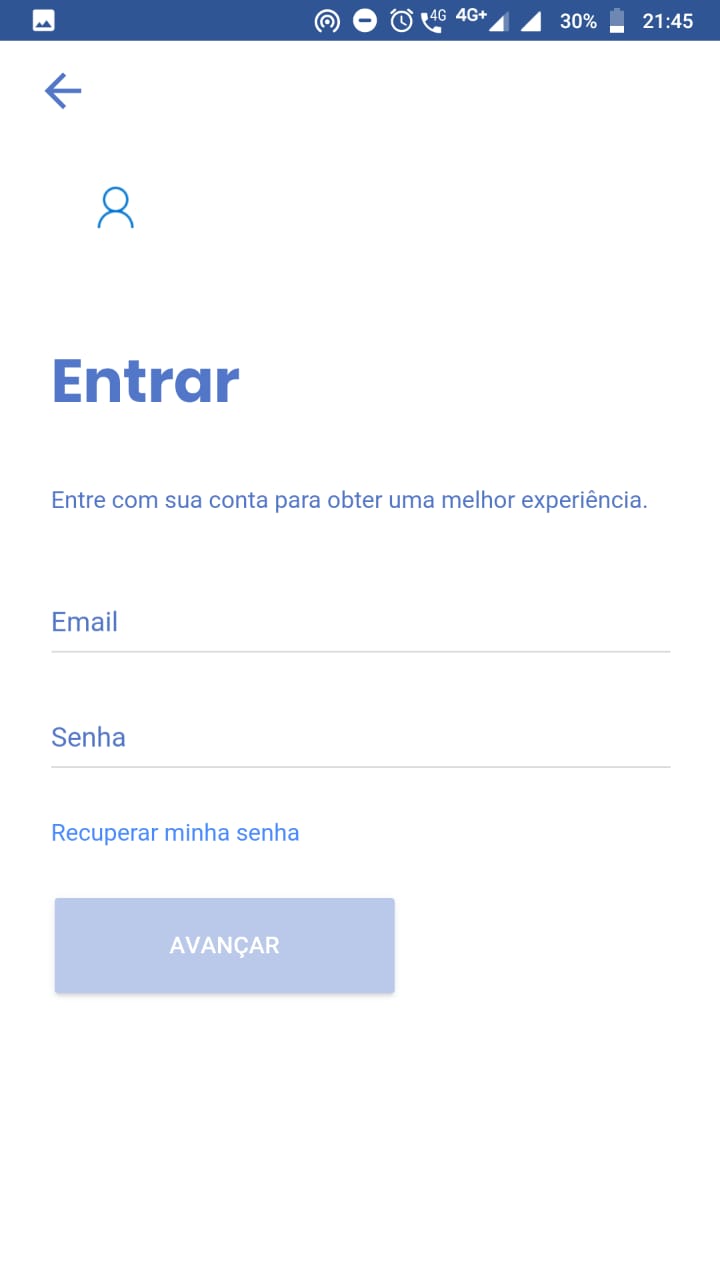 4G 4G+ 30% 21:45
Entrar
Entre com sua conta para obter uma melhor experiência.
Email
Senha
Recuperar minha senha
AVANÇAR